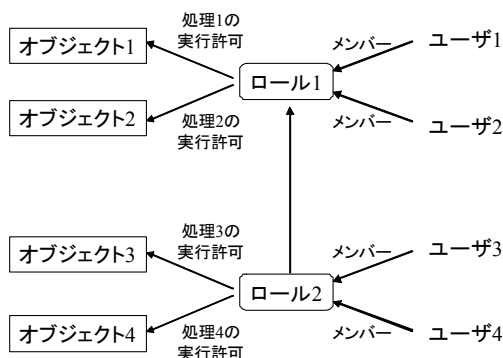 処理1の
実行許可
オブジェクト1
メンバー
ユーザ1
ロール1
オブジェクト2
処理2の
実行許可
メンバー
ユーザ2
処理3の
実行許可
オブジェクト3
メンバー
ユーザ3
ロール2
オブジェクト4
処理4の
実行許可
メンバー
ユーザ4